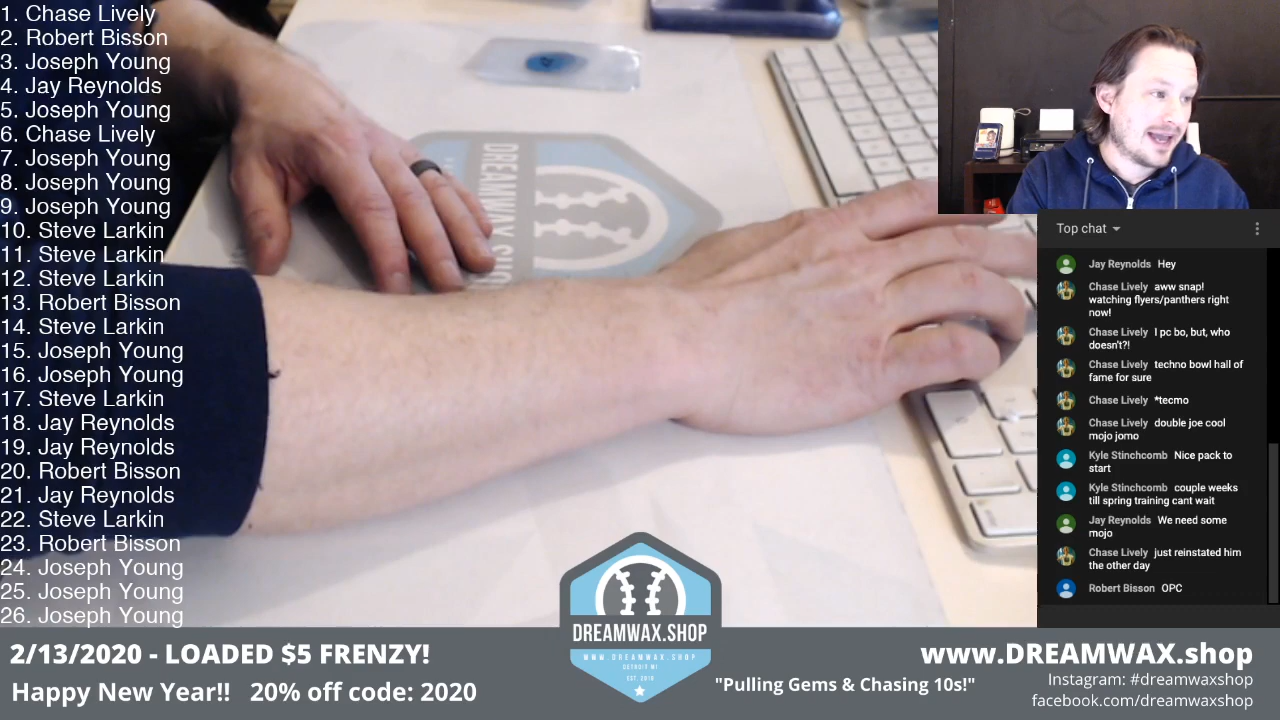 1. Chase Lively
2. Robert Bisson
3. Joseph Young
4. Jay Reynolds
5. Joseph Young
6. Chase Lively
7. Joseph Young
8. Joseph Young
9. Joseph Young
10. Steve Larkin
11. Steve Larkin
12. Steve Larkin
13. Robert Bisson
14. Steve Larkin
15. Joseph Young
16. Joseph Young
17. Steve Larkin
18. Jay Reynolds
19. Jay Reynolds
20. Robert Bisson
21. Jay Reynolds
22. Steve Larkin
23. Robert Bisson
24. Joseph Young
25. Joseph Young
26. Joseph Young
DREAMWAX SHOP
Top chat
Jay Reynolds Hey
Chase Lively aww snap!
watching flyers/panthers right
now!
Chase Lively I pc bo, but, who
doesn't?!
Chase Lively techno bowl hall of
fame for sure
Chase Lively *tecmo
Chase Lively double joe cool
mojo jomo
Kyle Stinchcomb Nice pack to
start
Kyle Stinchcomb couple weeks
till spring training cant wait
Jay Reynolds We need some
mojo
Chase Lively just reinstated him
the other day
Robert Bisson OPC
2/13/2020 - LOADED $5 FRENZY!
Happy New Year!! 20% off code: 2020
DREAMWAX.SHOP
WWW.DREAMWAX.SHOP
DETROIT MI
EST. 2018
"Pulling Gems & Chasing 10s!"
www.DREAMWAX.shop
Instagram: #dreamwaxshop
facebook.com/dreamwaxshop